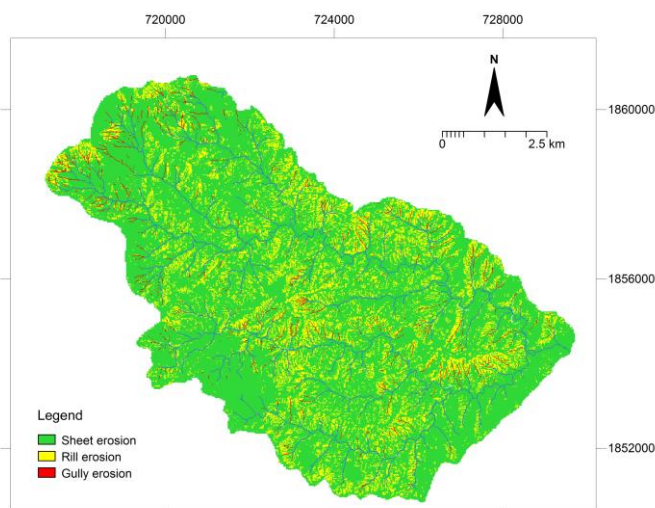 720000 724000 728000
N
1860000
0 2.5 km
1856000
Legend
Sheet erosion
Rill erosion
Gully erosion
1852000